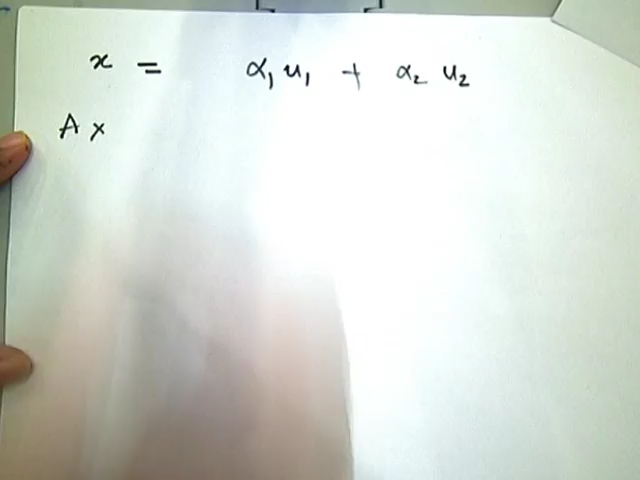 x = α₁ u₁ + α₂ u₂
A x